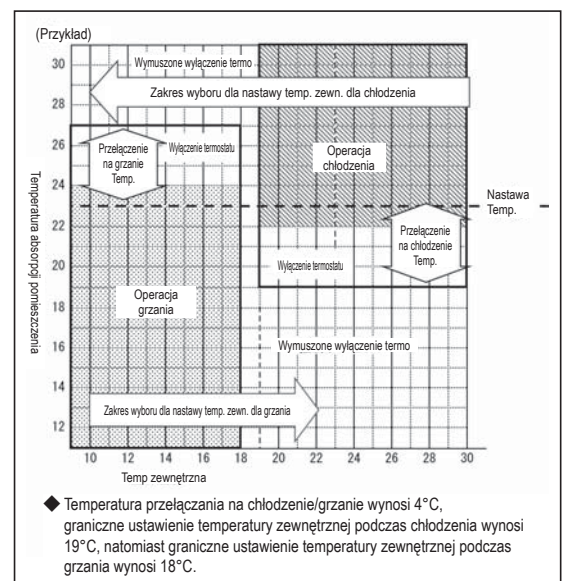 (Przykład)
30
28
26
24
22
20
18
16
14
12
Temperatura absorpoji pomieszczenia
Wymuszone wyłączenie termo
Zakres wyboru dla nastawy temp. zewn. dla chłodzenia
Przełączenie
na grzanie
Temp.
Wyłączenie termostatu
Operacja
chłodzenia
Nastawa
Temp.
Przełączenie
na chłodzenie
Temp.
Wyłączenie termostatu
Operacja
grzania
Wymuszone wyłączenie termo
Zakres wyboru dla nastawy temp. zewn. dla grzania
10 12 14 16 18 20 22 24 26 28 30
Temp zewnętrzna
◆ Temperatura przełączania na chłodzenie/grzanie wynosi 4°C,
graniczne ustawienie temperatury zewnętrznej podczas chłodzenia wynosi
19°C, natomiast graniczne ustawienie temperatury zewnętrznej podczas
grzania wynosi 18°C.